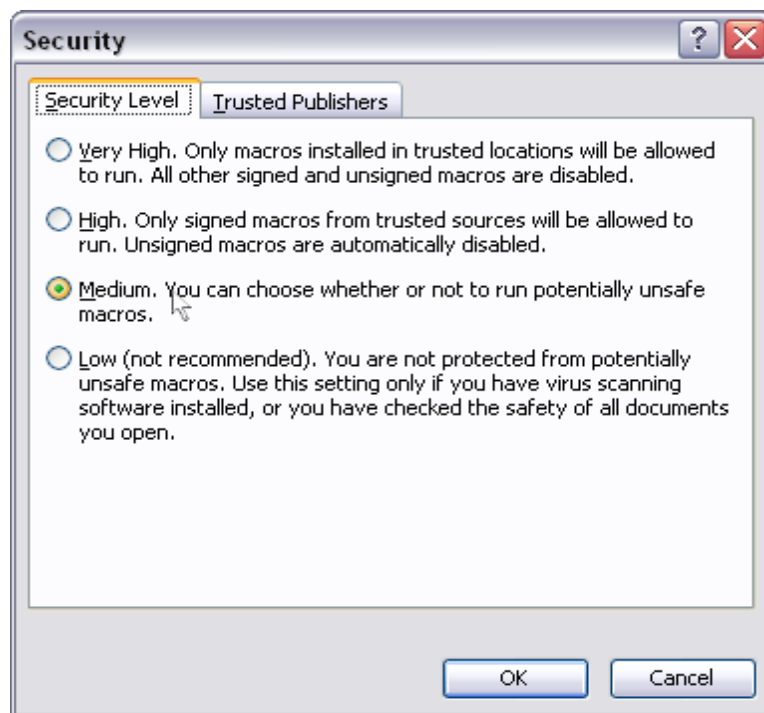 Security
Security Level
Trusted Publishers
Very High. Only macros installed in trusted locations will be allowed
to run. All other signed and unsigned macros are disabled.
High. Only signed macros from trusted sources will be allowed to
run. Unsigned macros are automatically disabled.
Medium. You can choose whether or not to run potentially unsafe
macros.
Low (not recommended). You are not protected from potentially
unsafe macros. Use this setting only if you have virus scanning
software installed, or you have checked the safety of all documents
you open.
OK
Cancel